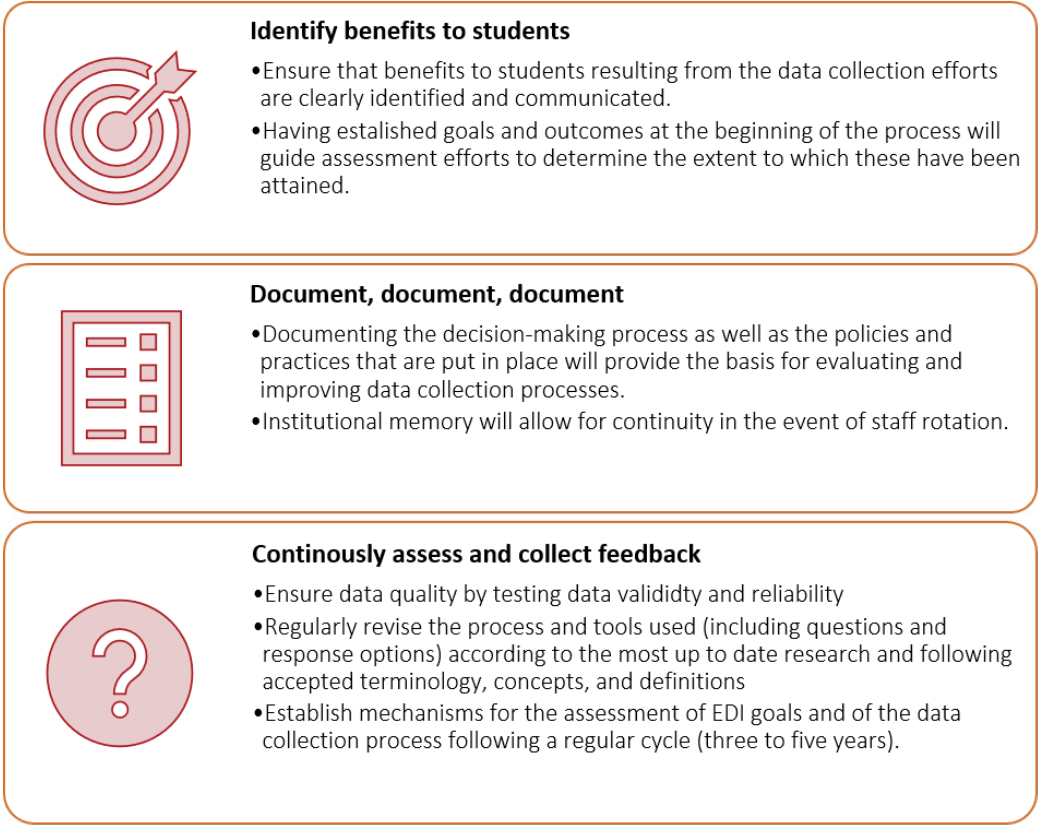 Identify benefits to students
•Ensure that benefits to students resulting from the data collection efforts
are clearly identified and communicated.
•Having estalished goals and outcomes at the beginning of the process will
guide assessment efforts to determine the extent to which these have been
attained.
Document, document, document
•Documenting the decision-making process as well as the policies and
practices that are put in place will provide the basis for evaluating and
improving data collection processes.
•Institutional memory will allow for continuity in the event of staff rotation.
Continously assess and collect feedback
•Ensure data quality by testing data valididty and reliability
•Regularly revise the process and tools used (including questions and
response options) according to the most up to date research and following
accepted terminology, concepts, and definitions
•Establish mechanisms for the assessment of EDI goals and of the data
collection process following a regular cycle (three to five years).
?